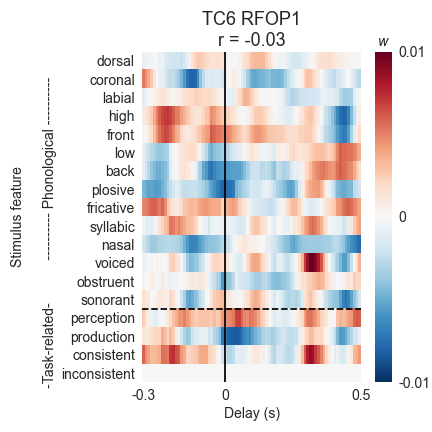 TC6 RFOP1
r = -0.03
w
dorsal
coronal
labial
high
front
low
back
plosive
fricative
syllabic
nasal
voiced
obstruent
sonorant
perception
production
consistent
inconsistent
Stimulus feature
-Task-related- ---------- Phonological ----------
0.01
0
-0.01
-0.3 0 0.5
Delay (s)